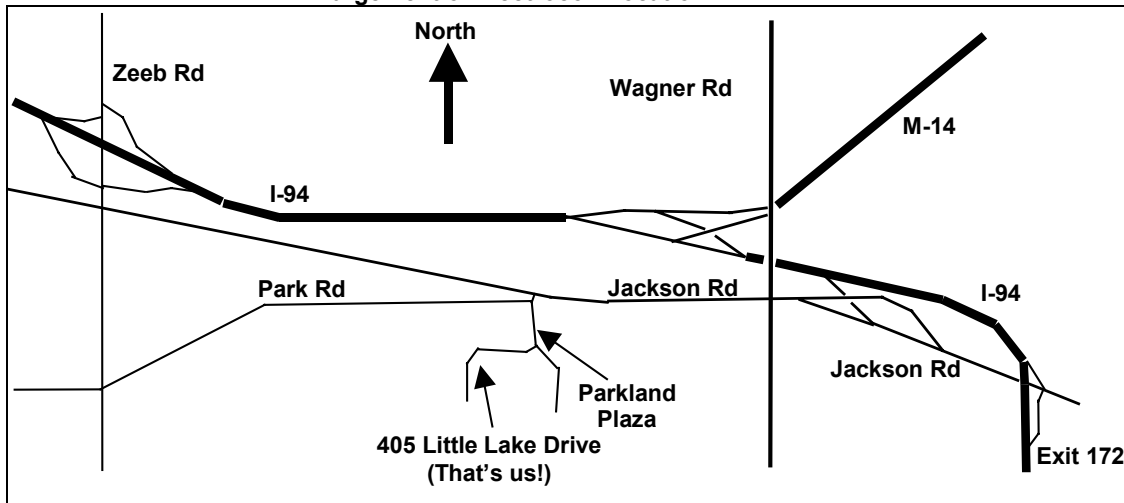 North
Zeeb Rd
Wagner Rd
M-14
I-94
Park Rd
Jackson Rd
I-94
Jackson Rd
Parkland
Plaza
405 Little Lake Drive
(That's us!)
Exit 172